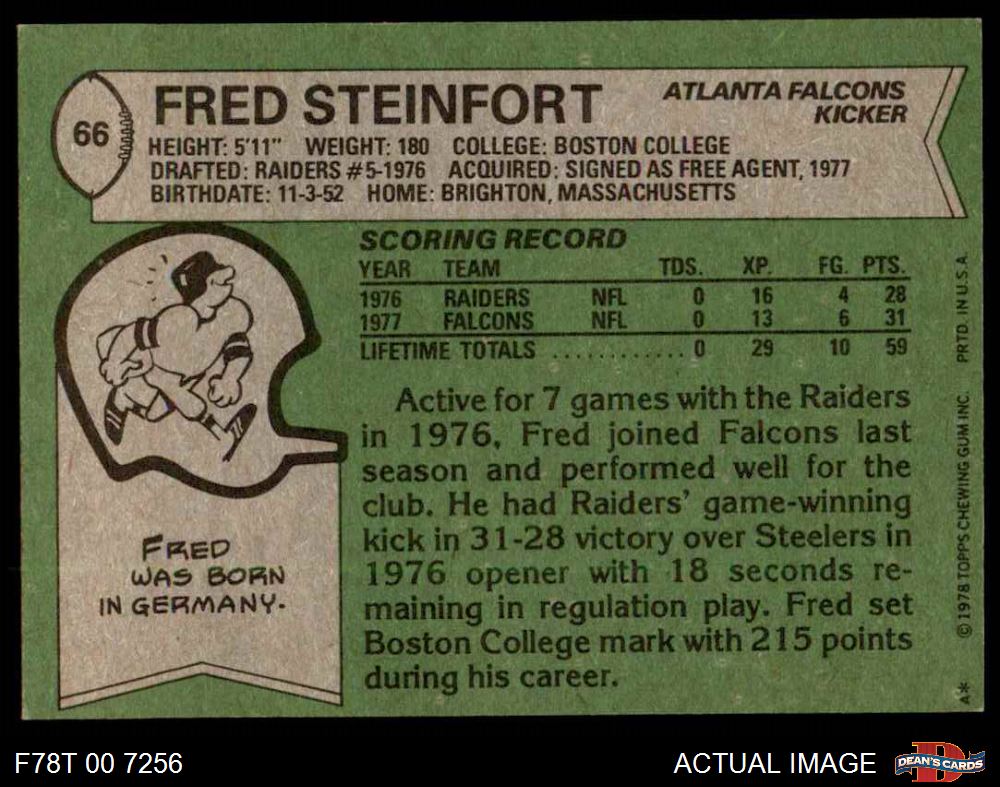 66
FRED STEINFORT
ATLANTA FALCONS
KICKER
HEIGHT: 5'11" WEIGHT: 180 COLLEGE: BOSTON COLLEGE
DRAFTED: RAIDERS #5-1976 ACQUIRED: SIGNED AS FREE AGENT, 1977
BIRTHDATE: 11-3-52 HOME: BRIGHTON, MASSACHUSETTS
SCORING RECORD
YEAR TEAM TDS. XP. FG. PTS.
1976 RAIDERS NFL 0 16 4 28
1977 FALCONS NFL 0 13 6 31
LIFETIME TOTALS ............ 0 29 10 59
Active for 7 games with the Raiders
in 1976, Fred joined Falcons last
season and performed well for the
club. He had Raiders' game-winning
kick in 31-28 victory over Steelers in
1976 opener with 18 seconds re-
maining in regulation play. Fred set
Boston College mark with 215 points
during his career.
FRED
WAS BORN
IN GERMANY.
A* © 1978 TOPPS CHEWING GUM INC. PRTD. IN U.S.A.
F78T 00 7256
ACTUAL IMAGE
D
DEAN'S CARDS